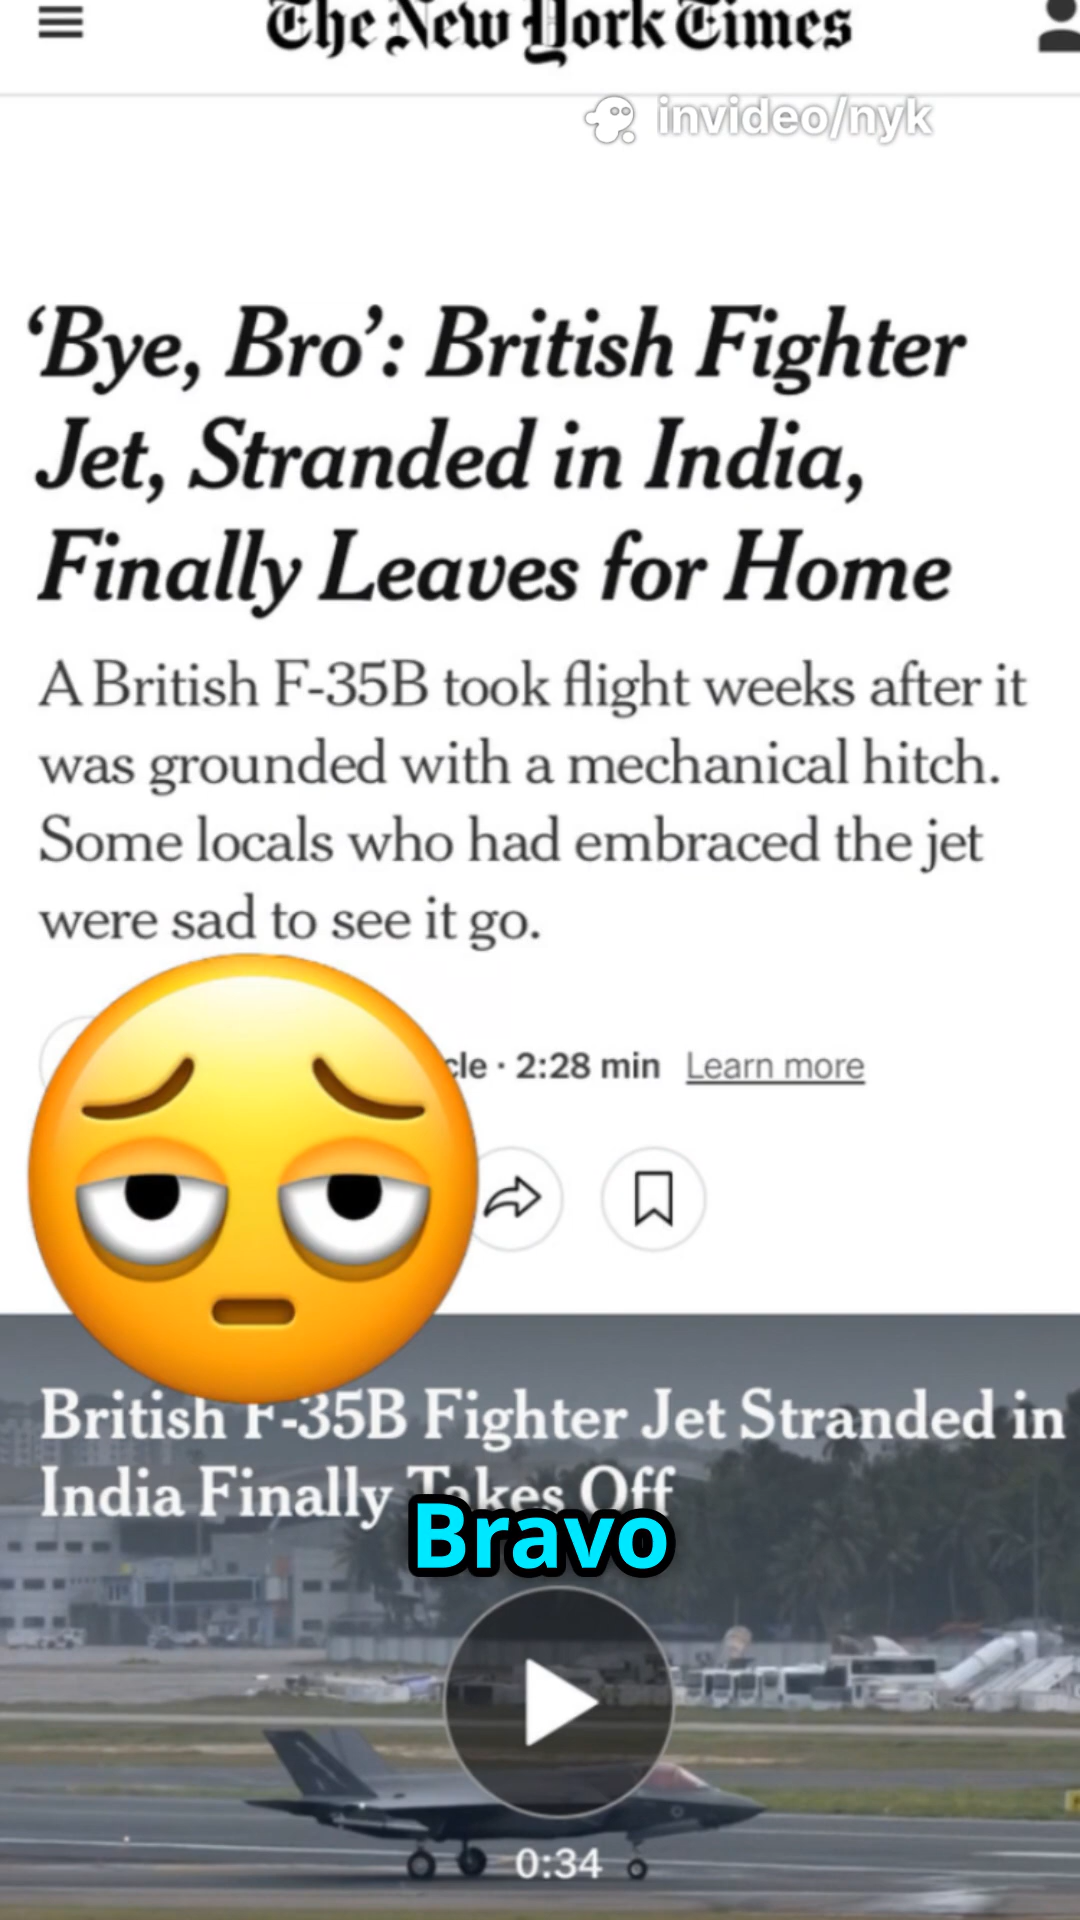 The New York Times
invideo/nyk
‘Bye, Bro’: British Fighter
Jet, Stranded in India,
Finally Leaves for Home
A British F-35B took flight weeks after it
was grounded with a mechanical hitch.
Some locals who had embraced the jet
were sad to see it go.
cle · 2:28 min Learn more
British F-35B Fighter Jet Stranded in
India Finally Takes Off
Bravo
0:34